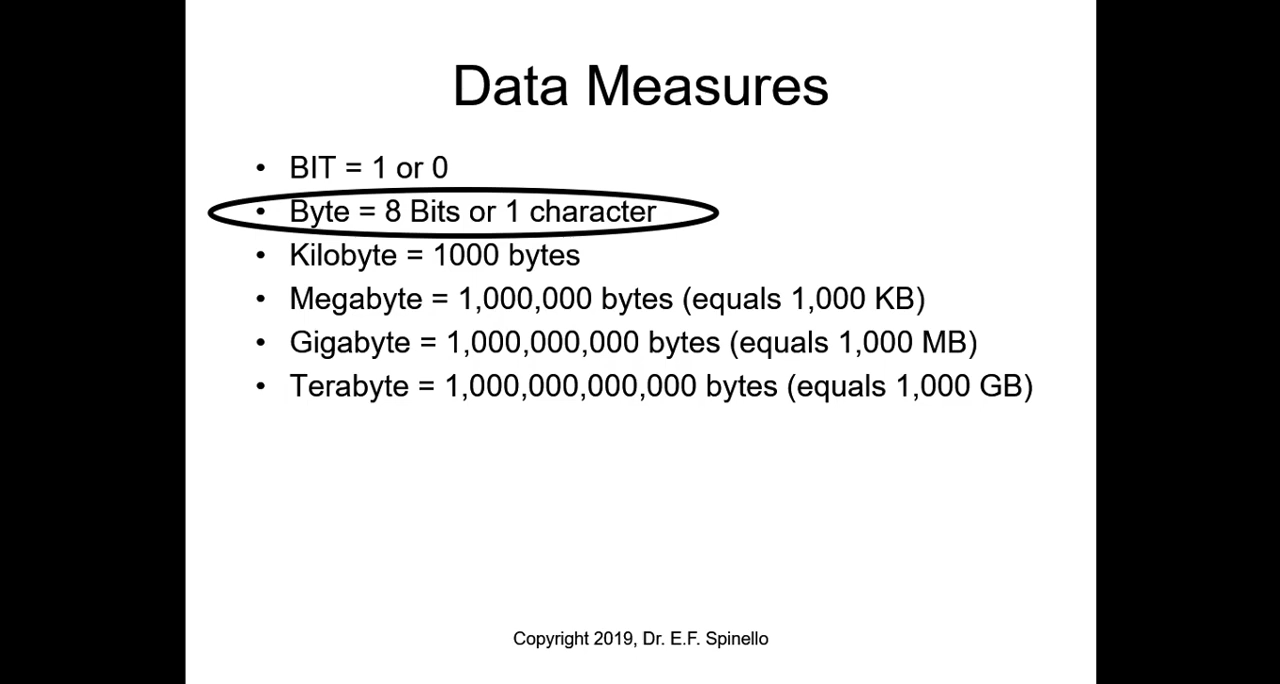 Data Measures
• BIT = 1 or 0
• Byte = 8 Bits or 1 character
• Kilobyte = 1000 bytes
• Megabyte = 1,000,000 bytes (equals 1,000 KB)
• Gigabyte = 1,000,000,000 bytes (equals 1,000 MB)
• Terabyte = 1,000,000,000,000 bytes (equals 1,000 GB)
Copyright 2019, Dr. E.F. Spinello